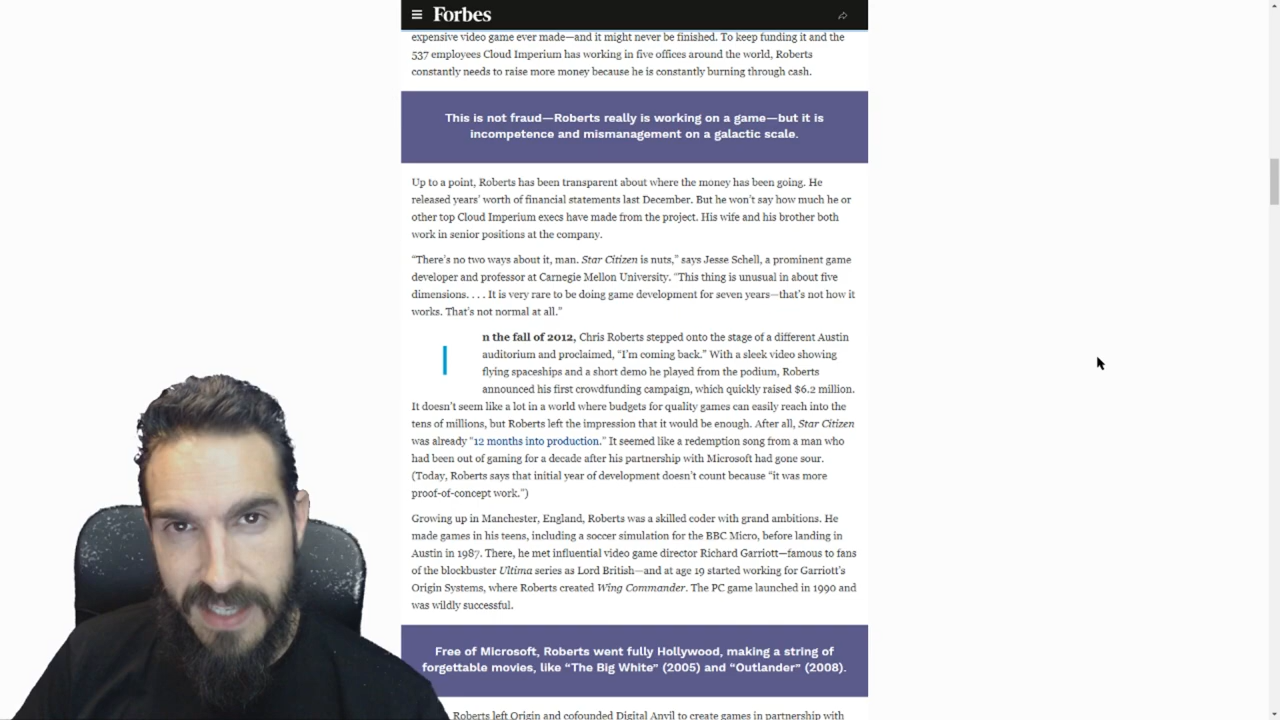 Forbes
expensive video game ever made—and it might never be finished. To keep funding it and the
537 employees Cloud Imperium has working in five offices around the world, Roberts
constantly needs to raise more money because he is constantly burning through cash.
This is not fraud—Roberts really is working on a game—but it is
incompetence and mismanagement on a galactic scale.
Up to a point, Roberts has been transparent about where the money has been going. He
released years’ worth of financial statements last December. But he won’t say how much he or
other top Cloud Imperium execs have made from the project. His wife and his brother both
work in senior positions at the company.
“There’s no two ways about it, man. Star Citizen is nuts,” says Jesse Schell, a prominent game
developer and professor at Carnegie Mellon University. “This thing is unusual in about five
dimensions. . . . It is very rare to be doing game development for seven years—that’s not how it
works. That’s not normal at all.”
In the fall of 2012, Chris Roberts stepped onto the stage of a different Austin
auditorium and proclaimed, “I’m coming back.” With a sleek video showing
flying spaceships and a short demo he played from the podium, Roberts
announced his first crowdfunding campaign, which quickly raised $6.2 million.
It doesn’t seem like a lot in a world where budgets for quality games can easily reach into the
tens of millions, but Roberts left the impression that it would be enough. After all, Star Citizen
was already “12 months into production.” It seemed like a redemption song from a man who
had been out of gaming for a decade after his partnership with Microsoft had gone sour.
(Today, Roberts says that initial year of development doesn’t count because “it was more
proof-of-concept work.”)
Growing up in Manchester, England, Roberts was a skilled coder with grand ambitions. He
made games in his teens, including a soccer simulation for the BBC Micro, before landing in
Austin in 1987. There, he met influential video game director Richard Garriott—famous to fans
of the blockbuster Ultima series as Lord British—and at age 19 started working for Garriott’s
Origin Systems, where Roberts created Wing Commander. The PC game launched in 1990 and
was wildly successful.
Free of Microsoft, Roberts went fully Hollywood, making a string of
forgettable movies, like “The Big White” (2005) and “Outlander” (2008).
Roberts left Origin and cofounded Digital Anvil to create games in partnership with